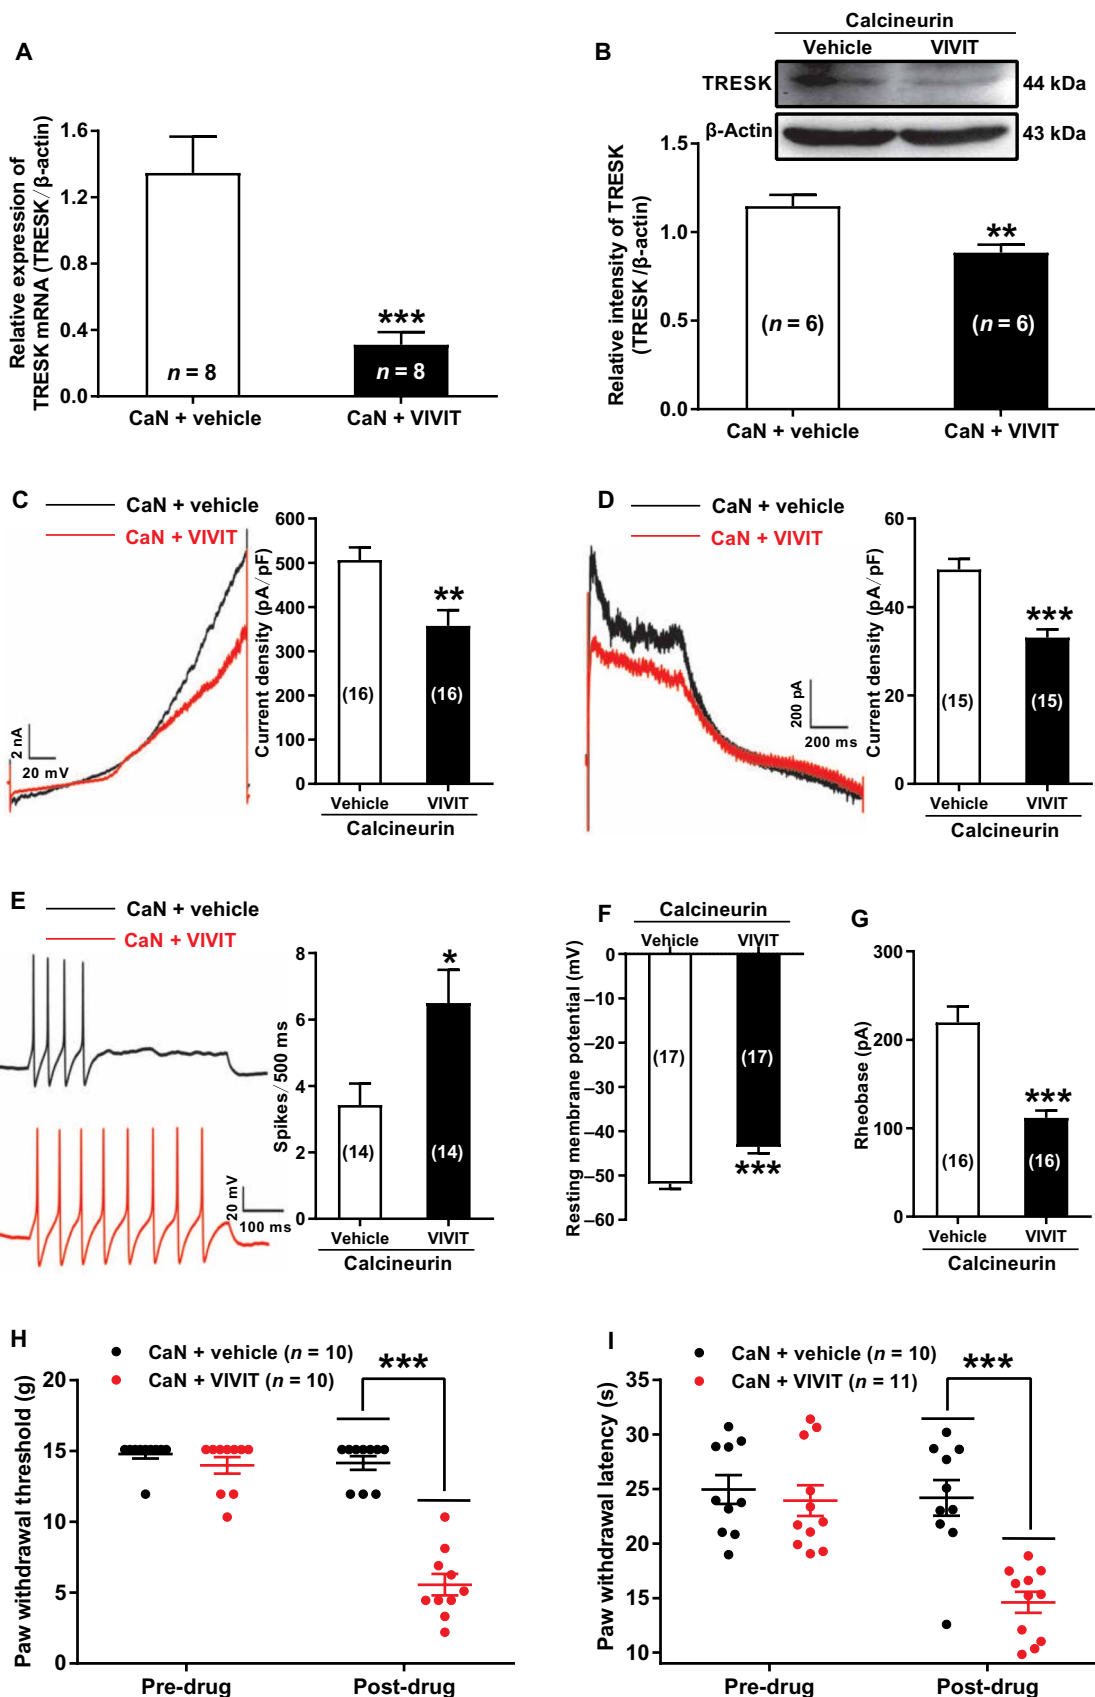 A
Relative expression of
TRESK mRNA (TRESK/β-actin)
1.6
1.2
0.8
0.4
0.0
***
n = 8
n = 8
CaN + vehicle
CaN + VIVIT
B
Calcineurin
Vehicle
VIVIT
TRESK
44 kDa
β-Actin
43 kDa
Relative intensity of TRESK
(TRESK/β-actin)
1.5
1.0
0.5
0.0
**
(n = 6)
(n = 6)
CaN + vehicle
CaN + VIVIT
C
CaN + vehicle
CaN + VIVIT
2 nA
20 mV
Current density (pA/pF)
600
500
400
300
200
100
0
**
(16)
(16)
Vehicle
VIVIT
Calcineurin
D
CaN + vehicle
CaN + VIVIT
200 pA
200 ms
Current density (pA/pF)
60
40
20
0
***
(15)
(15)
Vehicle
VIVIT
Calcineurin
E
CaN + vehicle
CaN + VIVIT
20 mV
100 ms
Spikes/500 ms
8
6
4
2
0
*
(14)
(14)
Vehicle
VIVIT
Calcineurin
F
Calcineurin
Vehicle
VIVIT
Resting membrane potential (mV)
0
–10
–20
–30
–40
–50
–60
(17)
(17)
***
G
Rheobase (pA)
300
200
100
0
***
(16)
(16)
Vehicle
VIVIT
Calcineurin
H
CaN + vehicle (n = 10)
CaN + VIVIT (n = 10)
***
Paw withdrawal threshold (g)
20
15
10
5
0
Pre-drug
Post-drug
I
CaN + vehicle (n = 10)
CaN + VIVIT (n = 11)
***
Paw withdrawal latency (s)
35
30
25
20
15
10
Pre-drug
Post-drug